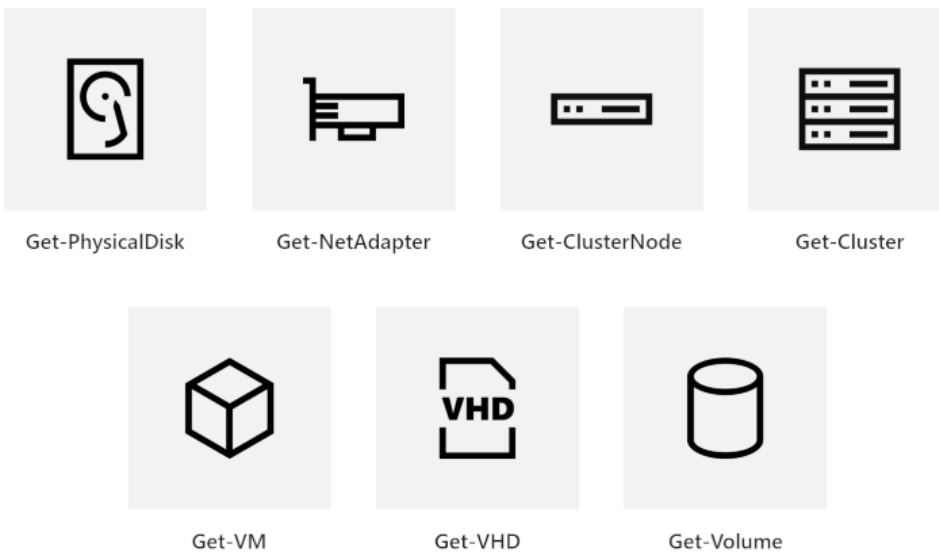 Get-PhysicalDisk
Get-NetAdapter
Get-ClusterNode
Get-Cluster
VHD
Get-VM
Get-VHD
Get-Volume